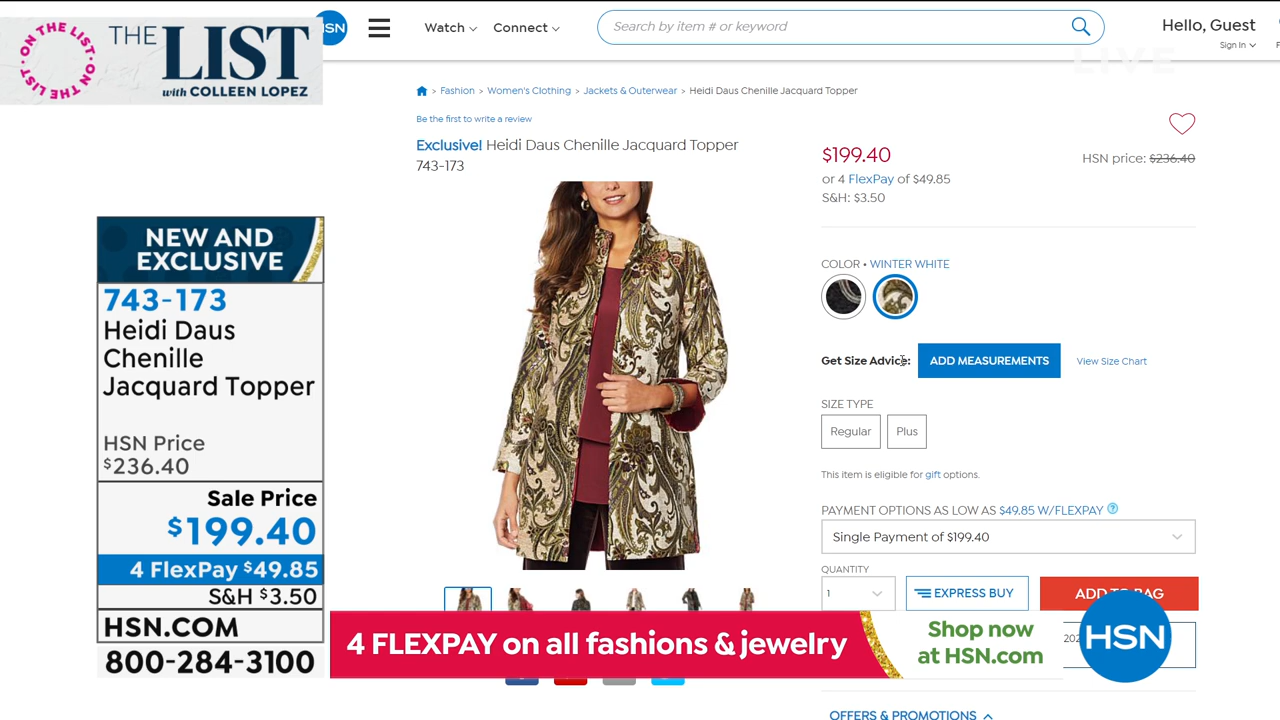 ON THE LIST • ON THE LIST •
THE
LIST
with COLLEEN LOPEZ
HSN
Watch
Connect
Search by item # or keyword
Hello, Guest
Sign In
LIVE
> Fashion > Women's Clothing > Jackets & Outerwear > Heidi Daus Chenille Jacquard Topper
Be the first to write a review
Exclusive! Heidi Daus Chenille Jacquard Topper
743-173
$199.40
HSN price: $236.40
or 4 FlexPay of $49.85
S&H: $3.50
COLOR • WINTER WHITE
Get Size Advice:
ADD MEASUREMENTS
View Size Chart
SIZE TYPE
Regular
Plus
This item is eligible for gift options.
PAYMENT OPTIONS AS LOW AS $49.85 W/FLEXPAY ?
Single Payment of $199.40
QUANTITY
1
EXPRESS BUY
ADD TO BAG
202
OFFERS & PROMOTIONS
NEW AND
EXCLUSIVE
743-173
Heidi Daus
Chenille
Jacquard Topper
HSN Price
$236.40
Sale Price
$199.40
4 FlexPay $49.85
S&H $3.50
HSN.COM
800-284-3100
4 FLEXPAY on all fashions & jewelry
Shop now
at HSN.com
HSN